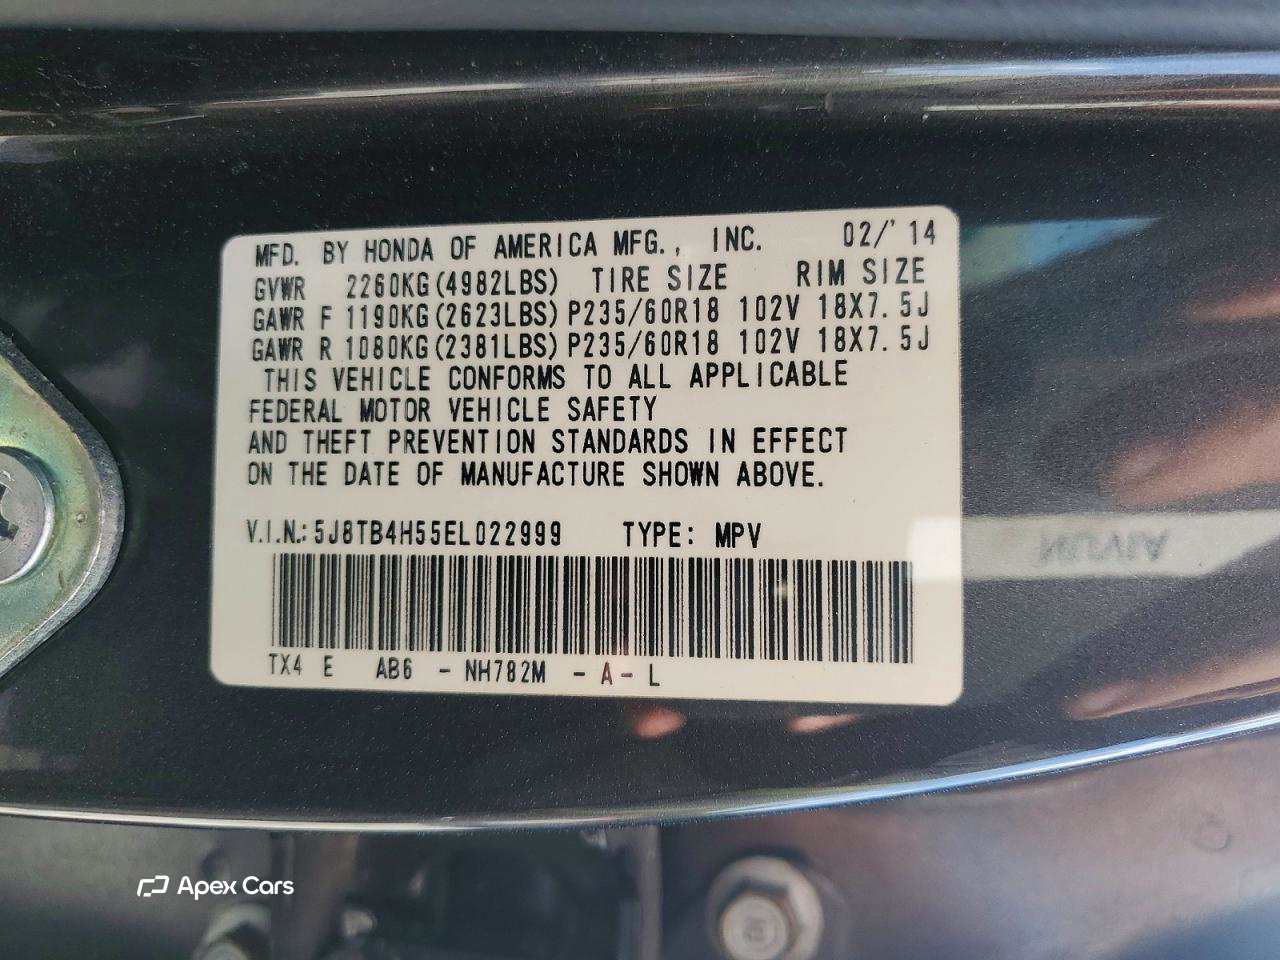 MFD. BY HONDA OF AMERICA MFG., INC. 02/'14
GVWR 2260KG(4982LBS) TIRE SIZE RIM SIZE
GAWR F 1190KG(2623LBS) P235/60R18 102V 18X7.5J
GAWR R 1080KG(2381LBS) P235/60R18 102V 18X7.5J
THIS VEHICLE CONFORMS TO ALL APPLICABLE
FEDERAL MOTOR VEHICLE SAFETY
AND THEFT PREVENTION STANDARDS IN EFFECT
ON THE DATE OF MANUFACTURE SHOWN ABOVE.
V.I.N.: 5J8TB4H55EL022999 TYPE: MPV
TX4 E AB6 - NH782M - A - L
Apex Cars